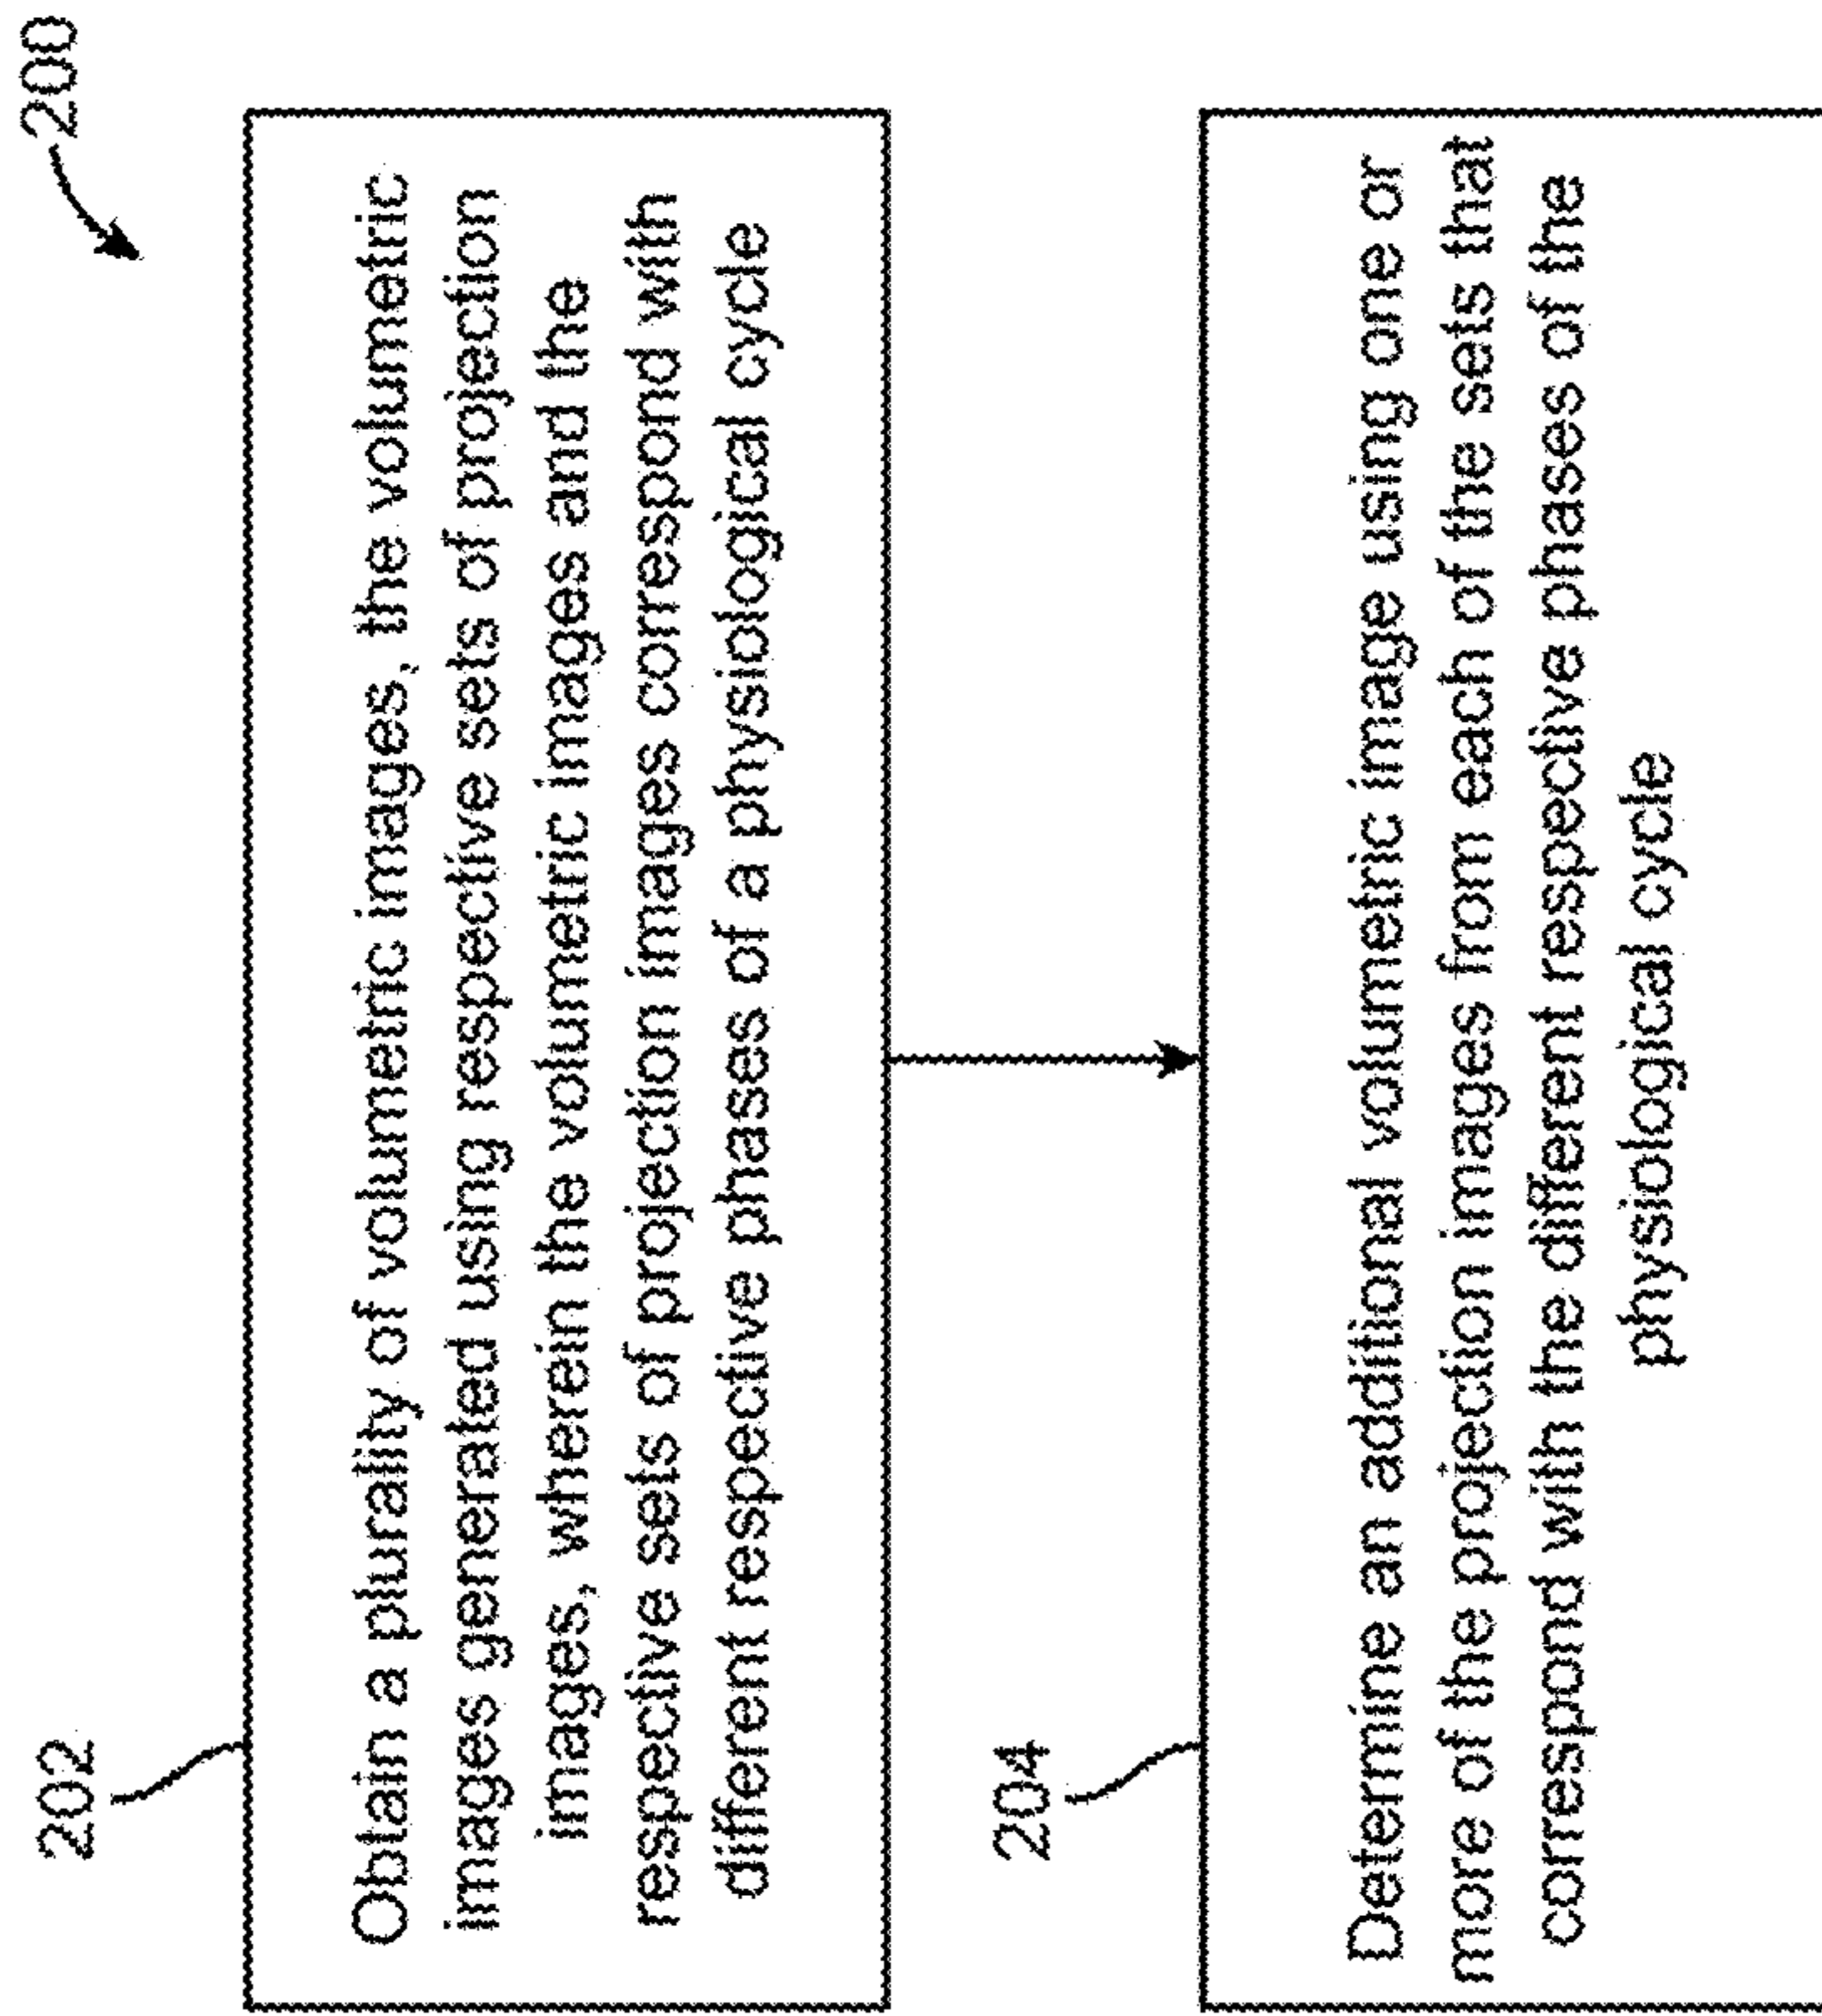 200
202
Obtain a plurality of volumetric images, the volumetric
images generated using respective sets of projection
images, wherein the volumetric images and the
respective sets of projection images correspond with
different respective phases of a physiological cycle
204
Determine an additional volumetric image using one or
more of the projection images from each of the sets that
correspond with the different respective phases of the
physiological cycle